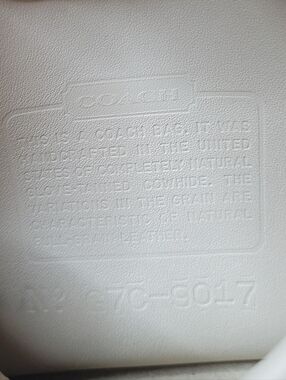 COACH
THIS IS A COACH BAG. IT WAS
HANDCRAFTED IN THE UNITED
STATES OF COMPLETELY NATURAL
GLOVE-TANNED COWHIDE. THE
VARIATIONS IN THE GRAIN ARE
CHARACTERISTIC OF NATURAL
FULL-GRAIN LEATHER.
G7C-9017